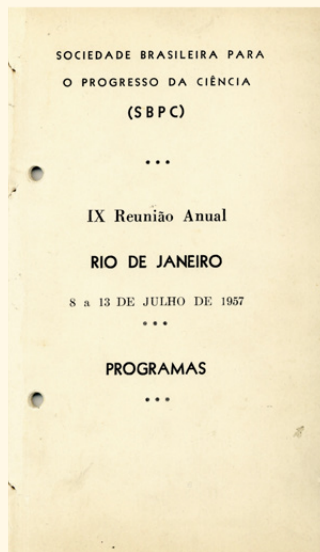 SOCIEDADE BRASILEIRA PARA
O PROGRESSO DA CIÊNCIA
(SBPC)
•••
IX Reunião Anual
RIO DE JANEIRO
8 a 13 DE JULHO DE 1957
•••
PROGRAMAS
•••